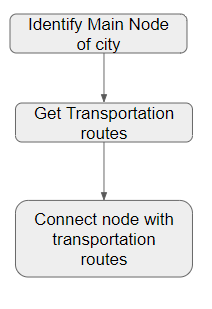 Identify Main Node
of city
Get Transportation
routes
Connect node with
transportation
routes